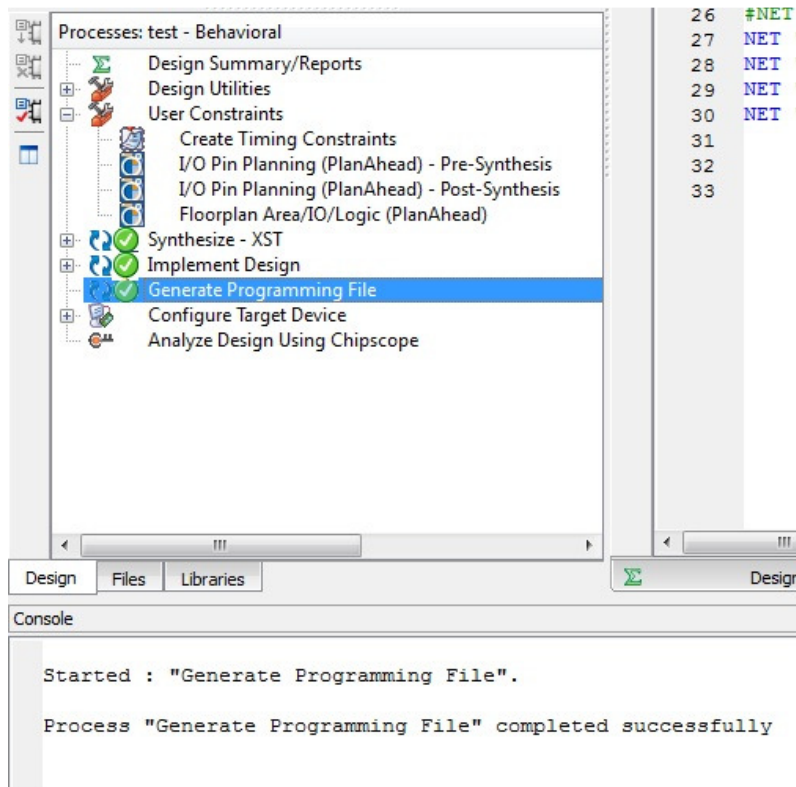 Processes: test - Behavioral
Design Summary/Reports
Design Utilities
User Constraints
Create Timing Constraints
I/O Pin Planning (PlanAhead) - Pre-Synthesis
I/O Pin Planning (PlanAhead) - Post-Synthesis
Floorplan Area/IO/Logic (PlanAhead)
Synthesize - XST
Implement Design
Generate Programming File
Configure Target Device
Analyze Design Using Chipscope
26 #NET
27 NET
28 NET
29 NET
30 NET
31
32
33
Design Files Libraries
Design
Console
Started : "Generate Programming File".
Process "Generate Programming File" completed successfully